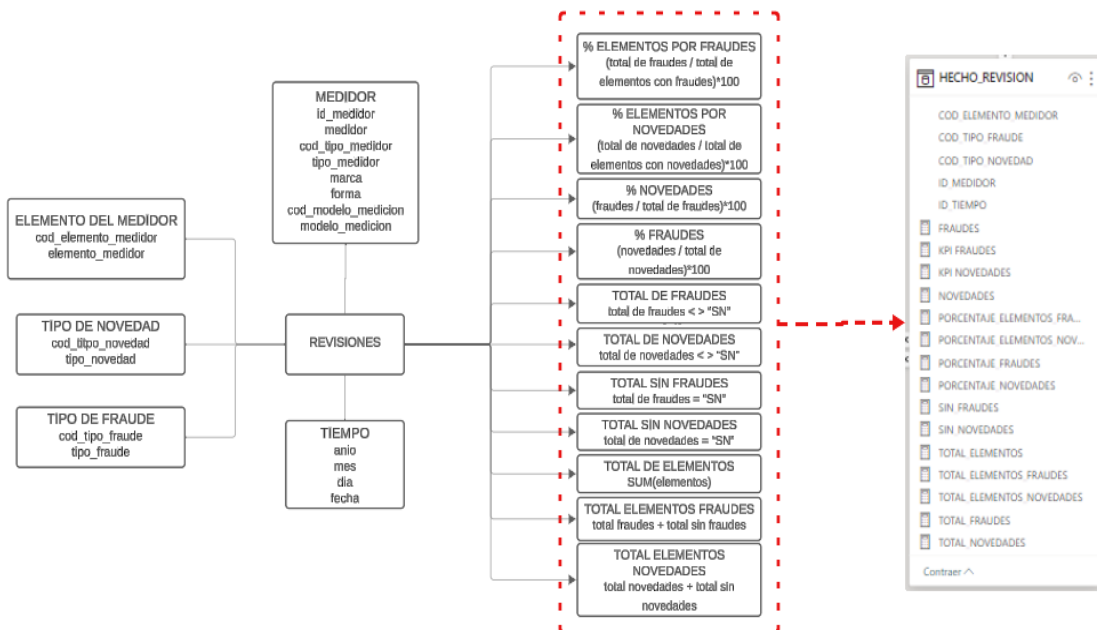 ELEMENTO DEL MEDIDOR
cod_elemento_medidor
elemento_medidor
TIPO DE NOVEDAD
cod_titpo_novedad
tipo_novedad
TIPO DE FRAUDE
cod_tipo_fraude
tipo_fraude
MEDIDOR
id_medidor
medidor
cod_tipo_medidor
tipo_medidor
marca
forma
cod_modelo_medicion
modelo_medicion
REVISIONES
TIEMPO
anio
mes
dia
fecha
% ELEMENTOS POR FRAUDES
(total de fraudes / total de
elementos con fraudes)*100
% ELEMENTOS POR
NOVEDADES
(total de novedades / total de
elementos con novedades)*100
% NOVEDADES
(fraudes / total de fraudes)*100
% FRAUDES
(novedades / total de
novedades)*100
TOTAL DE FRAUDES
total de fraudes < > "SN"
TOTAL DE NOVEDADES
total de novedades < > "SN"
TOTAL SIN FRAUDES
total de fraudes = "SN"
TOTAL SIN NOVEDADES
total de novedades = "SN"
TOTAL DE ELEMENTOS
SUM(elementos)
TOTAL ELEMENTOS FRAUDES
total fraudes + total sin fraudes
TOTAL ELEMENTOS
NOVEDADES
total novedades + total sin
novedades
HECHO_REVISION
COD_ELEMENTO_MEDIDOR
COD_TIPO_FRAUDE
COD_TIPO_NOVEDAD
ID_MEDIDOR
ID_TIEMPO
FRAUDES
KPI FRAUDES
KPI NOVEDADES
NOVEDADES
PORCENTAJE_ELEMENTOS_FRA...
PORCENTAJE_ELEMENTOS_NOV...
PORCENTAJE_FRAUDES
PORCENTAJE_NOVEDADES
SIN_FRAUDES
SIN_NOVEDADES
TOTAL_ELEMENTOS
TOTAL_ELEMENTOS_FRAUDES
TOTAL_ELEMENTOS_NOVEDADES
TOTAL_FRAUDES
TOTAL_NOVEDADES
Contraer